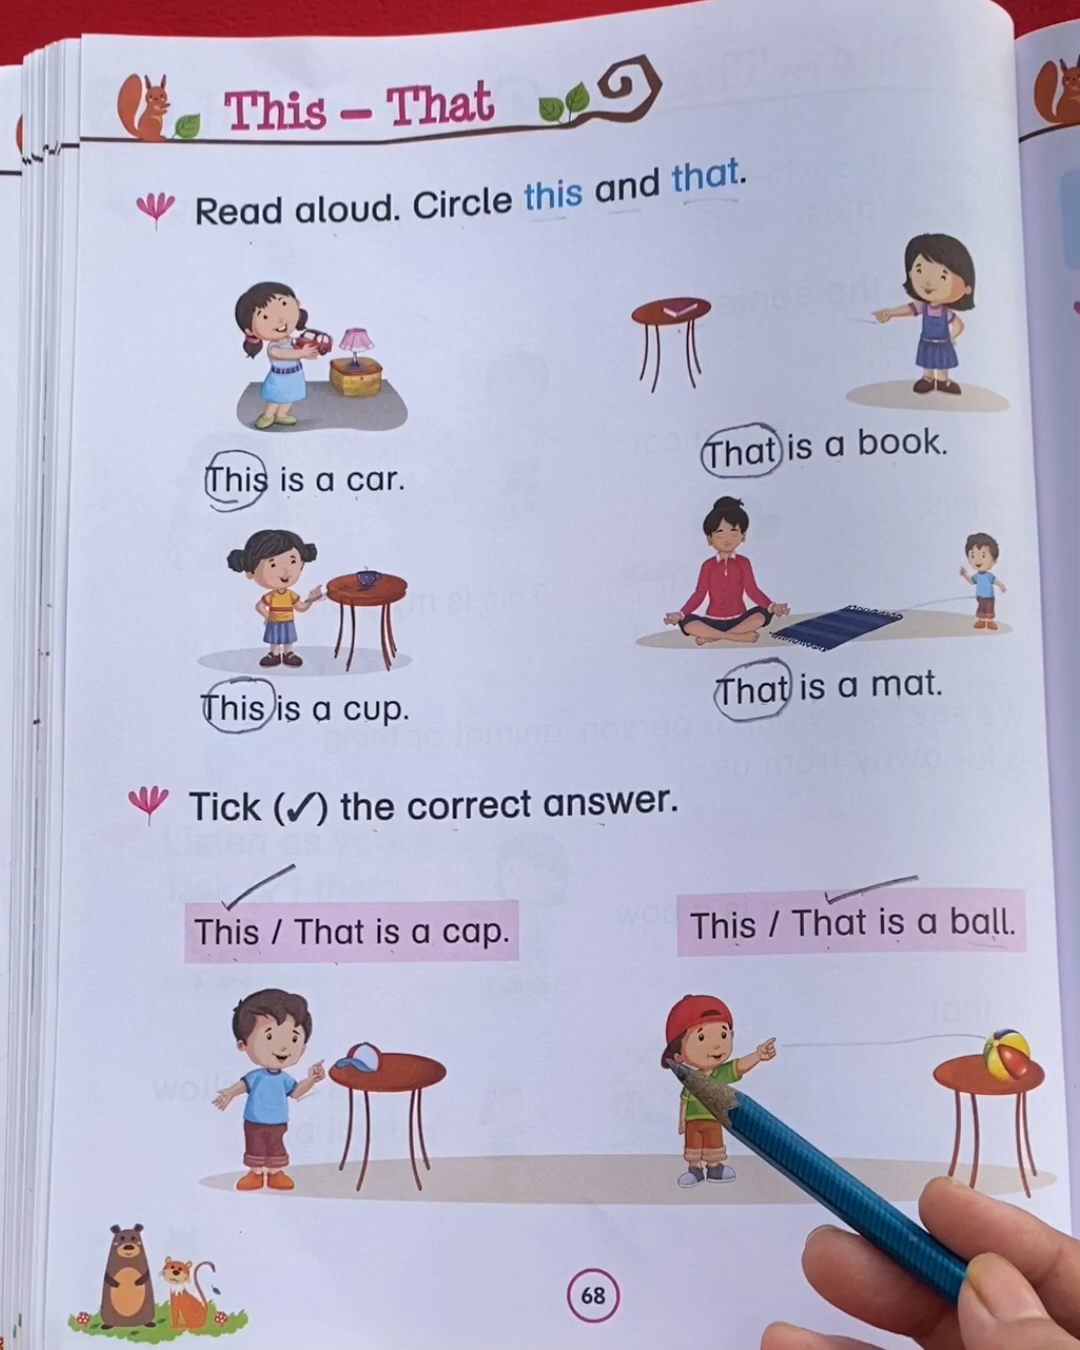 This – That
Read aloud. Circle this and that.
This is a car.
That is a book.
This is a cup.
That is a mat.
Tick (✓) the correct answer.
This / That is a cap.
This / That is a ball.
68